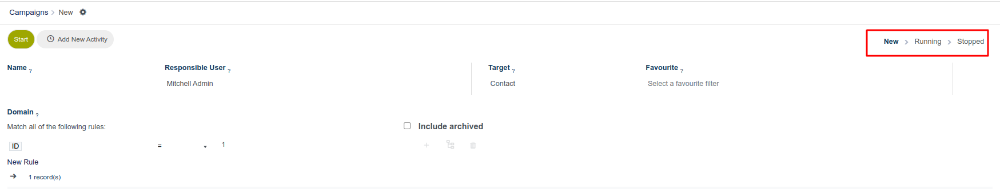 Campaigns > New
Start Add New Activity New > Running > Stopped
Name ? Responsible User ? Target ? Favourite ?
Mitchell Admin Contact Select a favourite filter
Domain ?
Match all of the following rules: Include archived
ID = 1
New Rule
1 record(s)